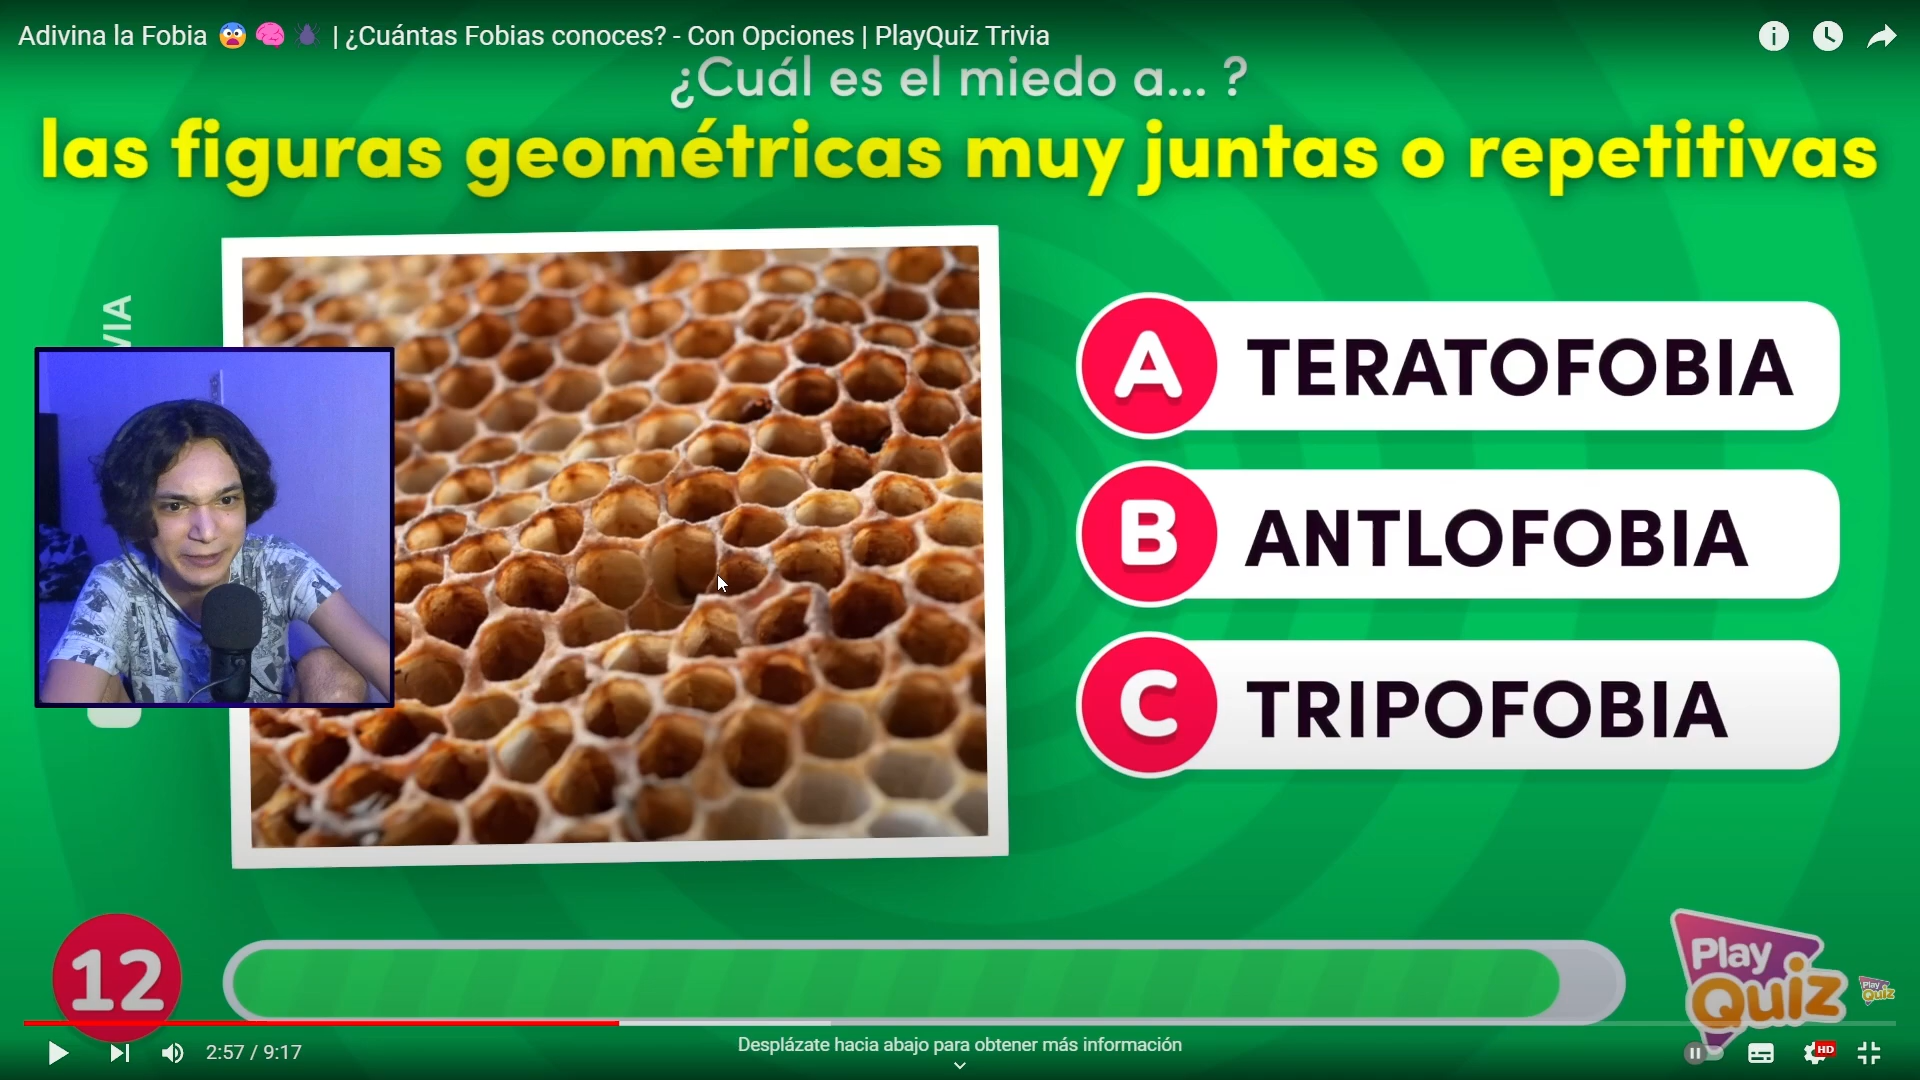 Adivina la Fobia 😨 🧠 🕷️ | ¿Cuántas Fobias conoces? - Con Opciones | PlayQuiz Trivia
¿Cuál es el miedo a... ?
las figuras geométricas muy juntas o repetitivas
VIA
A TERATOFOBIA
B ANTLOFOBIA
C TRIPOFOBIA
12
Play
Quiz
Play
Quiz
2:57 / 9:17
Desplázate hacia abajo para obtener más información
HD